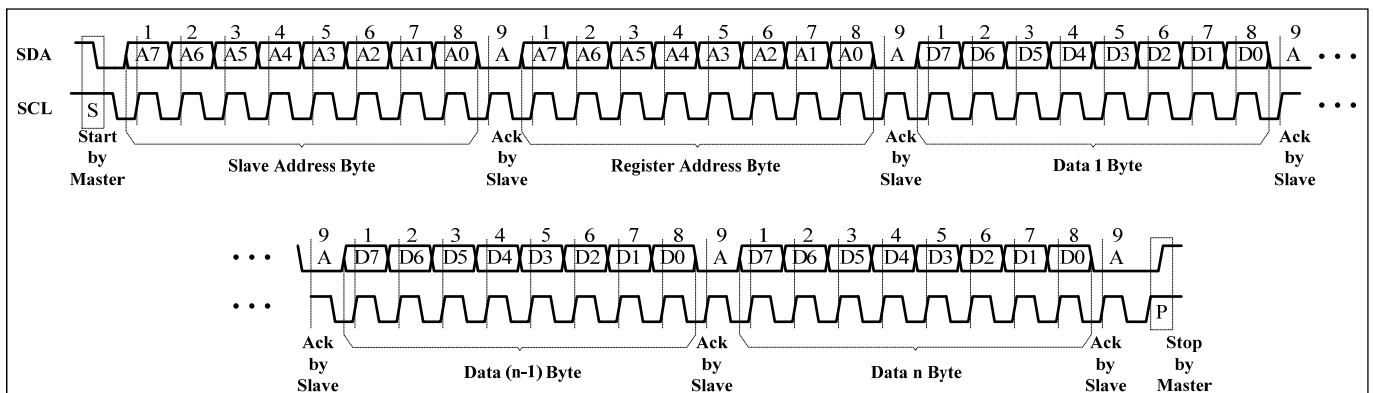 1 2 3 4 5 6 7 8 9 1 2 3 4 5 6 7 8 9 1 2 3 4 5 6 7 8 9
SDA A7 A6 A5 A4 A3 A2 A1 A0 A A7 A6 A5 A4 A3 A2 A1 A0 A D7 D6 D5 D4 D3 D2 D1 D0 A • • •
SCL S • • •
Start by Master
Slave Address Byte
Ack by Slave
Register Address Byte
Ack by Slave
Data 1 Byte
Ack by Slave
9 1 2 3 4 5 6 7 8 9 1 2 3 4 5 6 7 8 9
• • • A D7 D6 D5 D4 D3 D2 D1 D0 A D7 D6 D5 D4 D3 D2 D1 D0 A
• • • P
Ack by Slave
Data (n-1) Byte
Ack by Slave
Data n Byte
Ack by Slave
Stop by Master